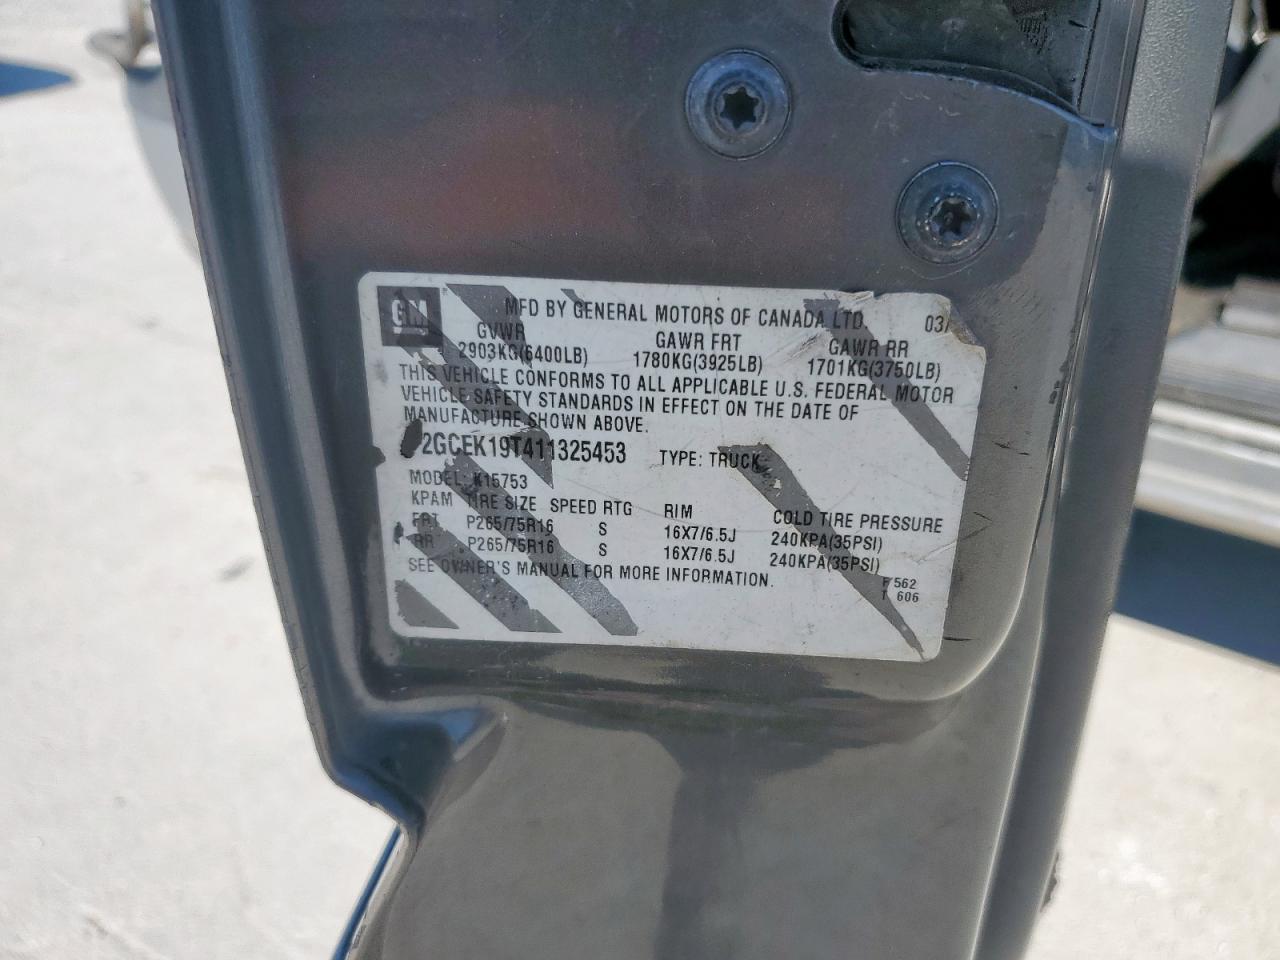 GM MFD BY GENERAL MOTORS OF CANADA LTD. 03/
GVWR GAWR FRT GAWR RR
2903KG(6400LB) 1780KG(3925LB) 1701KG(3750LB)
THIS VEHICLE CONFORMS TO ALL APPLICABLE U.S. FEDERAL MOTOR
VEHICLE SAFETY STANDARDS IN EFFECT ON THE DATE OF
MANUFACTURE SHOWN ABOVE.
2GCEK19T411325453 TYPE: TRUCK
MODEL: K15753
KPAM TIRE SIZE SPEED RTG RIM COLD TIRE PRESSURE
FRT P265/75R16 S 16X7/6.5J 240KPA(35PSI)
RR P265/75R16 S 16X7/6.5J 240KPA(35PSI)
SEE OWNER'S MANUAL FOR MORE INFORMATION.
F 562
T 606